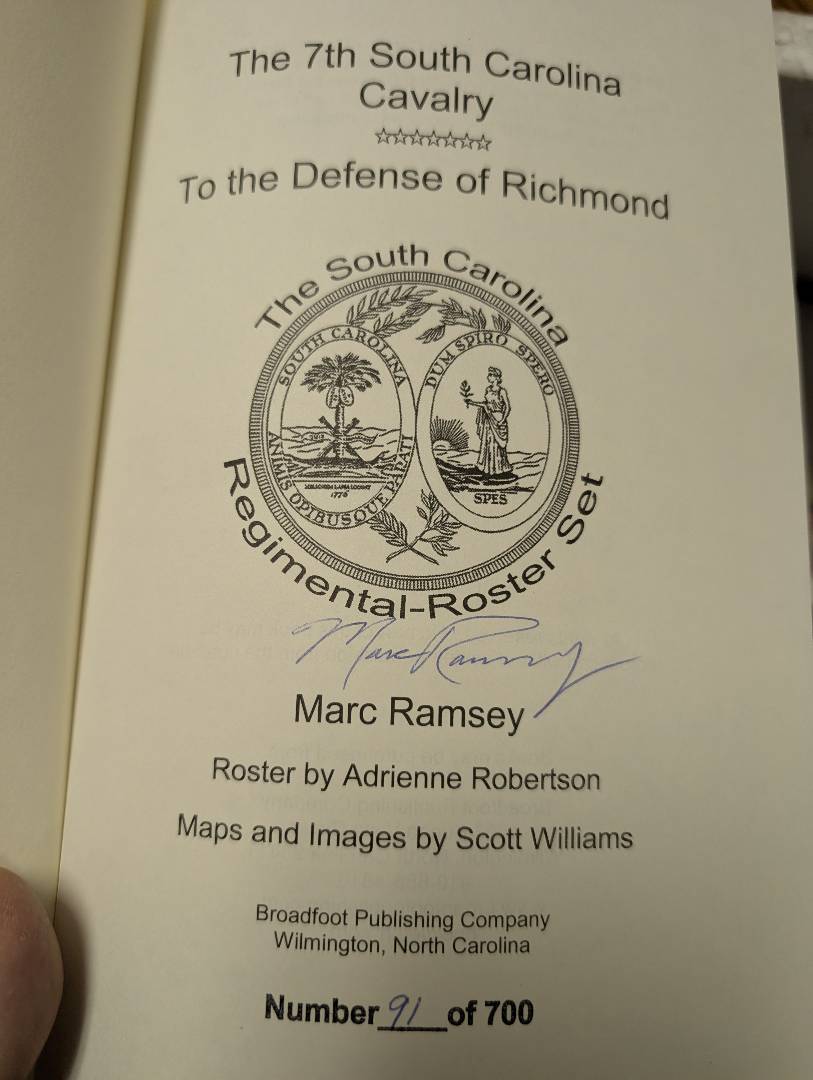 The 7th South Carolina
Cavalry
☆☆☆☆☆☆☆
To the Defense of Richmond
The South Carolina
SOUTH CAROLINA
ANIMIS OPIBUSQUE PARATI
1776
DUM SPIRO SPERO
SPES
Regimental-Roster Set
Marc Ramsey
Marc Ramsey
Roster by Adrienne Robertson
Maps and Images by Scott Williams
Broadfoot Publishing Company
Wilmington, North Carolina
Number 91 of 700